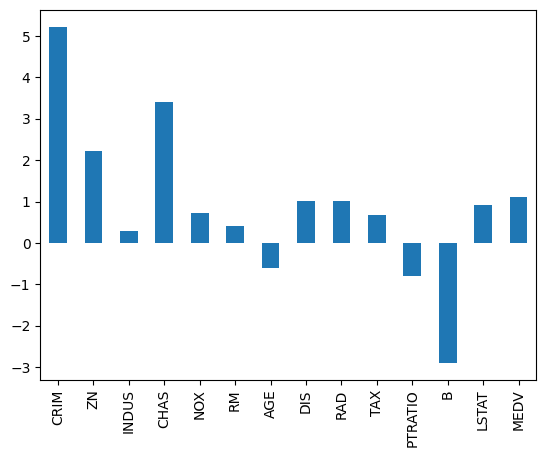 5
4
3
2
1
0
−1
−2
−3
CRIM
ZN
INDUS
CHAS
NOX
RM
AGE
DIS
RAD
TAX
PTRATIO
B
LSTAT
MEDV